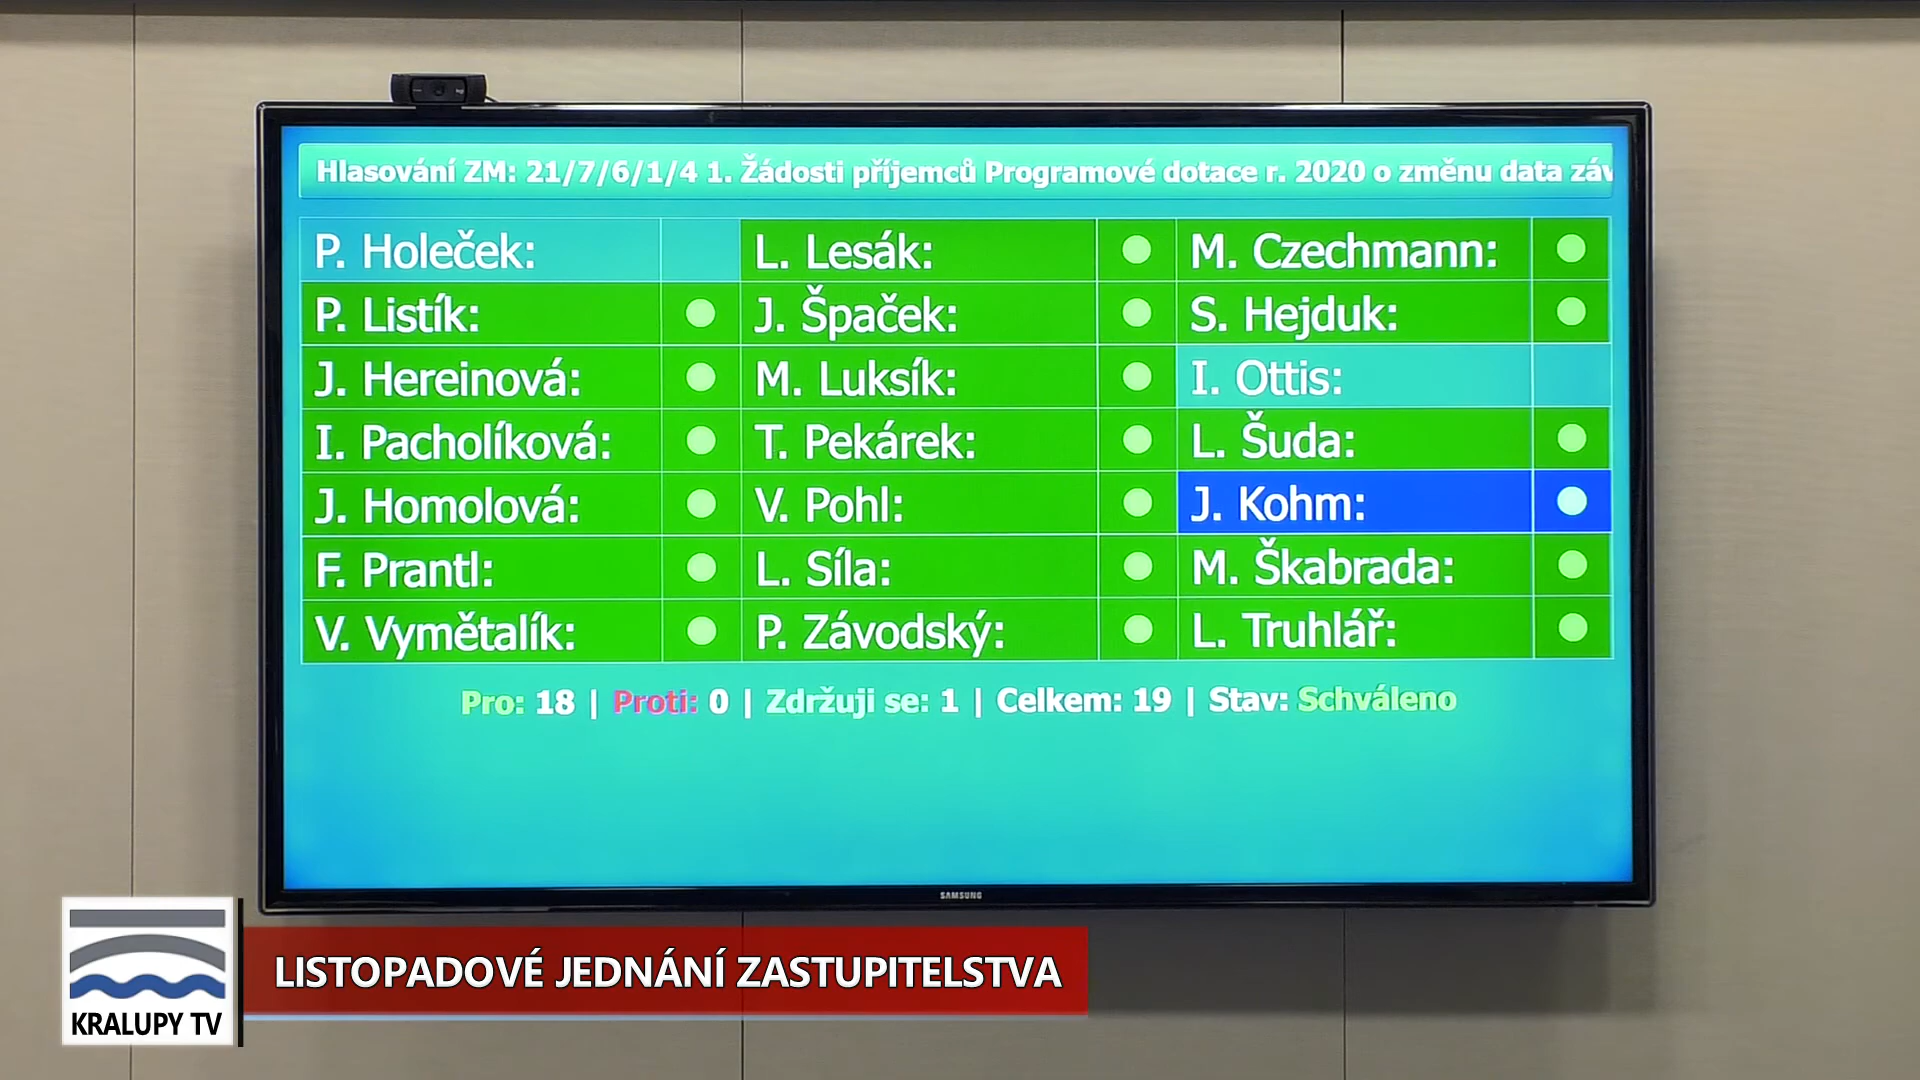 Hlasování ZM: 21/7/6/1/4 1. Žádosti příjemců Programové dotace r. 2020 o změnu data záv
P. Holeček: L. Lesák: M. Czechmann:
P. Listík: J. Špaček: S. Hejduk:
J. Hereinová: M. Luksík: I. Ottis:
I. Pacholíková: T. Pekárek: L. Šuda:
J. Homolová: V. Pohl: J. Kohm:
F. Prantl: L. Síla: M. Škabrada:
V. Vymětalík: P. Závodský: L. Truhlář:
Pro: 18 | Proti: 0 | Zdržuji se: 1 | Celkem: 19 | Stav: Schváleno
SAMSUNG
LISTOPADOVÉ JEDNÁNÍ ZASTUPITELSTVA
KRALUPY TV